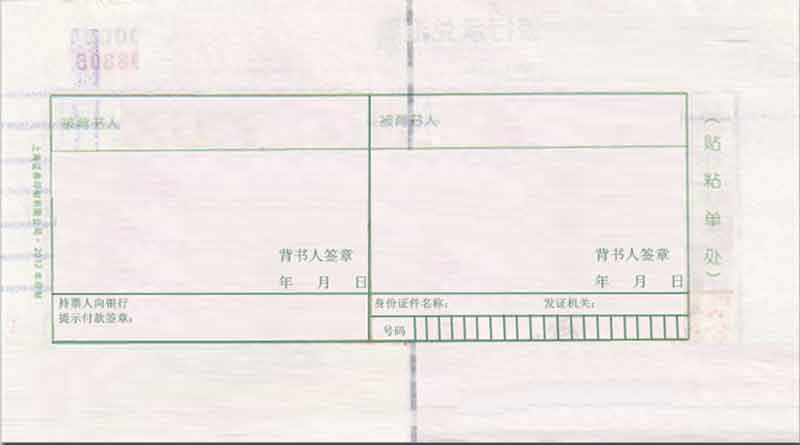 被背书人
被背书人
背书人签章
年 月 日
背书人签章
年 月 日
持票人向银行
提示付款签章：
身份证件名称： 发证机关：
号码
（贴粘单处）